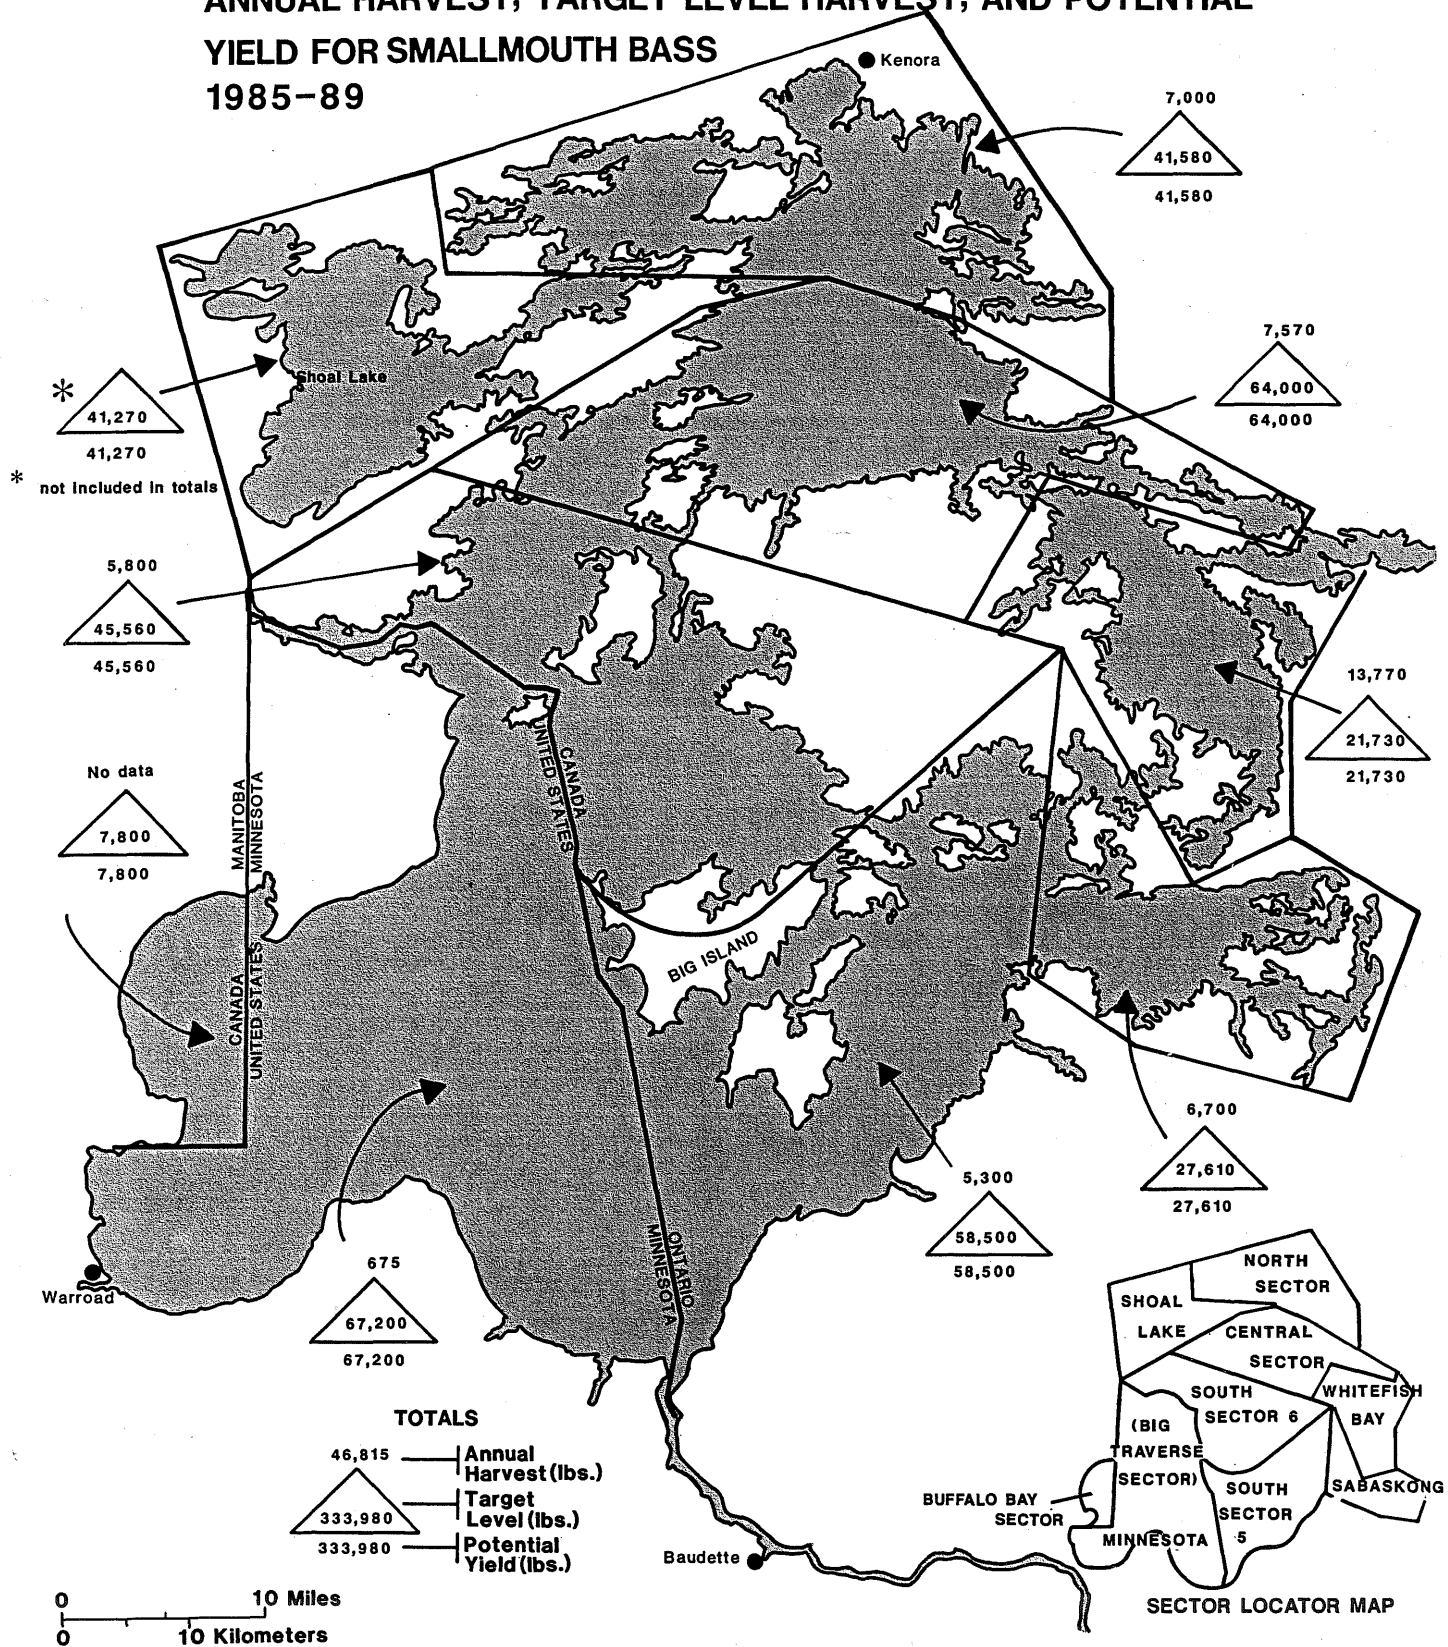 ANNUAL HARVEST, TARGET LEVEL HARVEST, AND POTENTIAL
YIELD FOR SMALLMOUTH BASS
1985-89
Kenora
7,000
41,580
41,580
7,570
64,000
64,000
Shoal Lake
*
41,270
41,270
* not included in totals
5,800
45,560
45,560
13,770
21,730
21,730
No data
7,800
7,800
MANITOBA
MINNESOTA
CANADA
UNITED STATES
CANADA
UNITED STATES
BIG ISLAND
6,700
27,610
27,610
5,300
58,500
58,500
ONTARIO
MINNESOTA
Warroad
675
67,200
67,200
TOTALS
46,815
Annual
Harvest (lbs.)
333,980
Target
Level (lbs.)
333,980
Potential
Yield (lbs.)
Baudette
0 10 Miles
0 10 Kilometers
NORTH
SECTOR
SHOAL
LAKE
CENTRAL
SECTOR
SOUTH
SECTOR 6
WHITEFISH
BAY
(BIG
TRAVERSE
SECTOR)
SABASKONG
BUFFALO BAY
SECTOR
SOUTH
SECTOR
5
MINNESOTA
SECTOR LOCATOR MAP